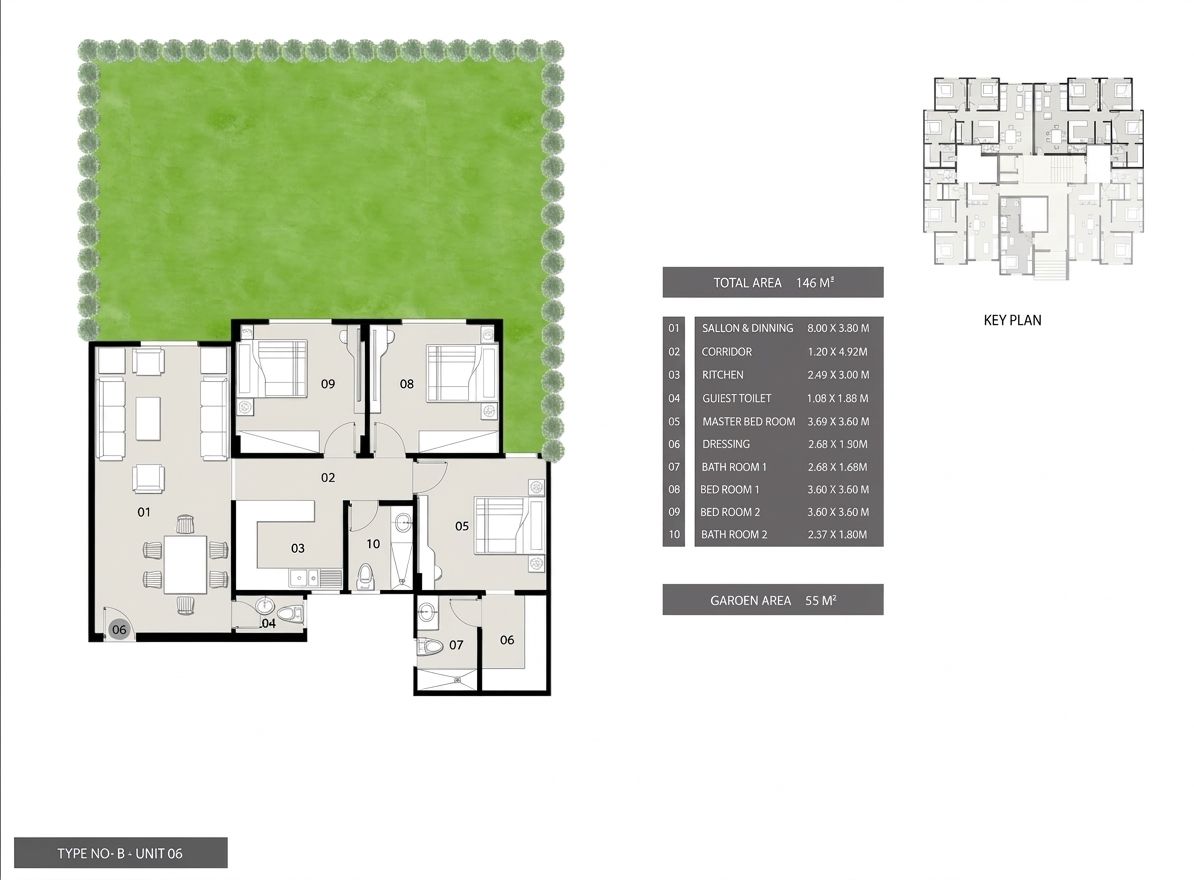 09
08
02
01
03
10
05
04
06
07
06
TOTAL AREA 146 M²
01 SALLON & DINNING 8.00 X 3.80 M
02 CORRIDOR 1.20 X 4.92M
03 RITCHEN 2.49 X 3.00 M
04 GUIEST TOILET 1.08 X 1.88 M
05 MASTER BED ROOM 3.69 X 3.60 M
06 DRESSING 2.68 X 1.90M
07 BATH ROOM 1 2.68 X 1.68M
08 BED ROOM 1 3.60 X 3.60 M
09 BED ROOM 2 3.60 X 3.60 M
10 BATH ROOM 2 2.37 X 1.80M
GAROEN AREA 55 M²
KEY PLAN
TYPE NO- B - UNIT 06